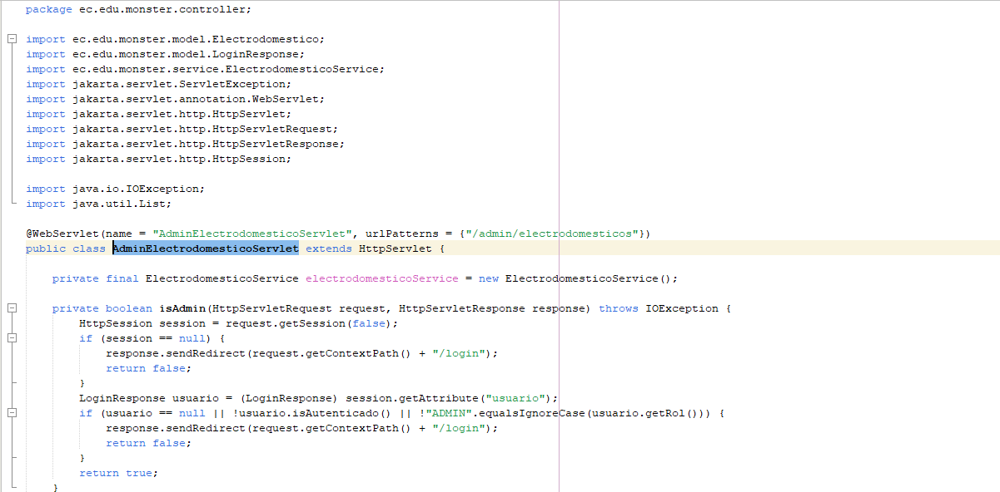 package ec.edu.monster.controller;
import ec.edu.monster.model.Electrodomestico;
import ec.edu.monster.model.LoginResponse;
import ec.edu.monster.service.ElectrodomesticoService;
import jakarta.servlet.ServletException;
import jakarta.servlet.annotation.WebServlet;
import jakarta.servlet.http.HttpServlet;
import jakarta.servlet.http.HttpServletRequest;
import jakarta.servlet.http.HttpServletResponse;
import jakarta.servlet.http.HttpSession;
import java.io.IOException;
import java.util.List;
@WebServlet(name = "AdminElectrodomesticoServlet", urlPatterns = {"/admin/electrodomesticos"})
public class AdminElectrodomesticoServlet extends HttpServlet {
    private final ElectrodomesticoService electrodomesticoService = new ElectrodomesticoService();
    private boolean isAdmin(HttpServletRequest request, HttpServletResponse response) throws IOException {
        HttpSession session = request.getSession(false);
        if (session == null) {
            response.sendRedirect(request.getContextPath() + "/login");
            return false;
        }
        LoginResponse usuario = (LoginResponse) session.getAttribute("usuario");
        if (usuario == null || !usuario.isAutenticado() || !"ADMIN".equalsIgnoreCase(usuario.getRol())) {
            response.sendRedirect(request.getContextPath() + "/login");
            return false;
        }
        return true;
    }